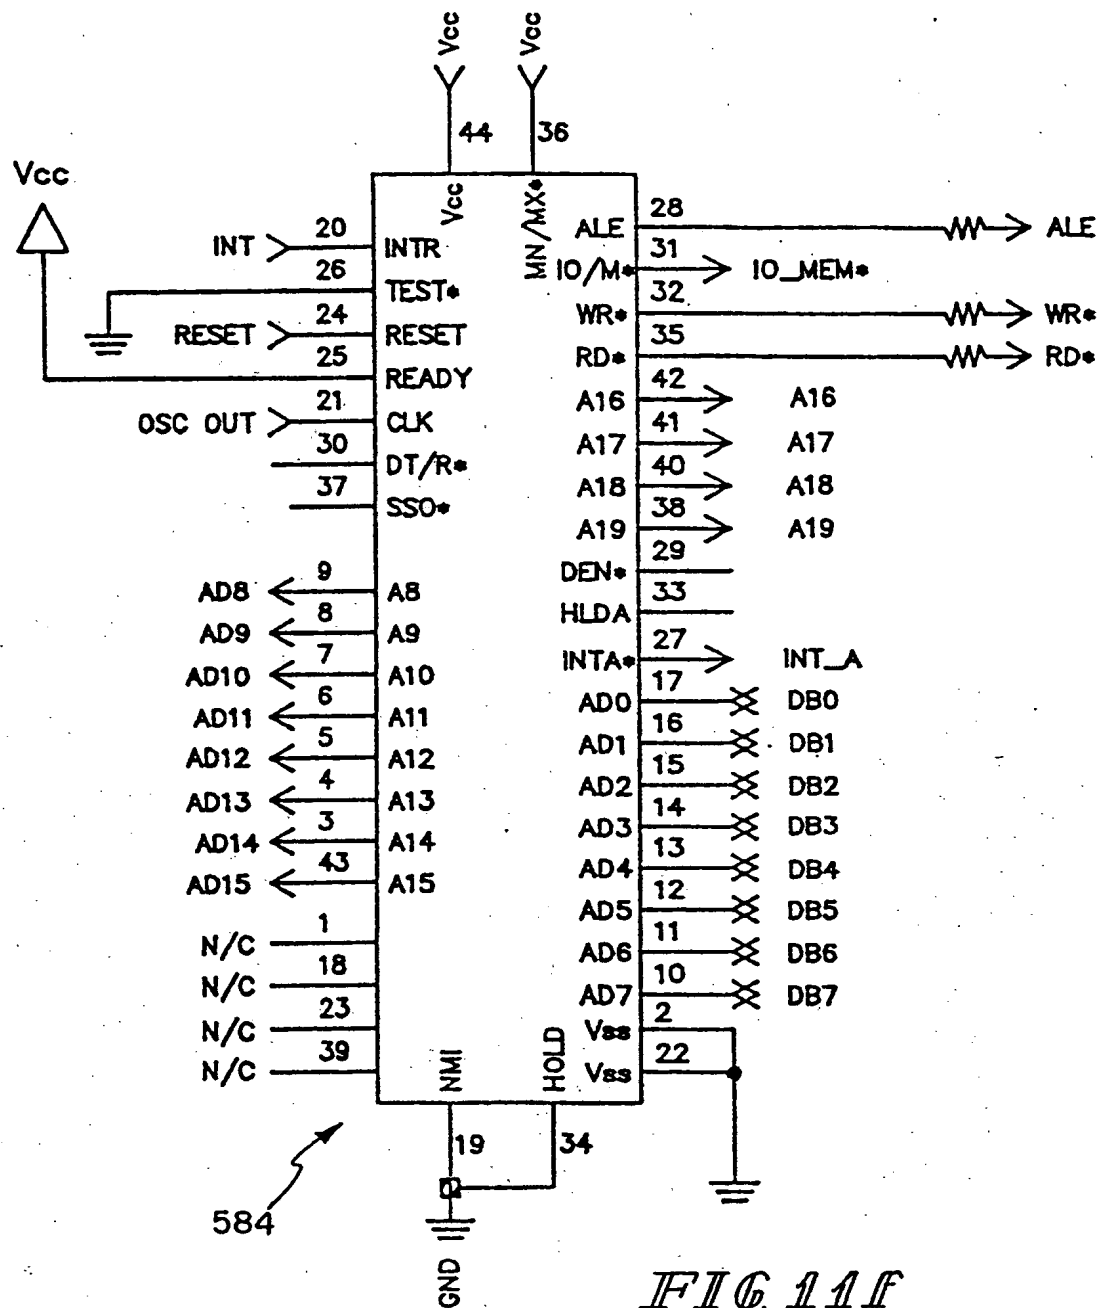 Vcc Vcc
44 36
Vcc
Vcc MN/MX*
INT 20 INTR
26 TEST*
RESET 24 RESET
25 READY
OSC OUT 21 CLK
30 DT/R*
37 SSO*
AD8 9 A8
AD9 8 A9
AD10 7 A10
AD11 6 A11
AD12 5 A12
AD13 4 A13
AD14 3 A14
AD15 43 A15
N/C 1
N/C 18
N/C 23
N/C 39
ALE 28 ALE
IO/M* 31 IO_MEM*
WR* 32 WR*
RD* 35 RD*
A16 42 A16
A17 41 A17
A18 40 A18
A19 38 A19
DEN* 29
HLDA 33
INTA* 27 INT_A
AD0 17 DB0
AD1 16 DB1
AD2 15 DB2
AD3 14 DB3
AD4 13 DB4
AD5 12 DB5
AD6 11 DB6
AD7 10 DB7
Vss 2
Vss 22
NMI HOLD
19 34
584
GND
FIG. 11f